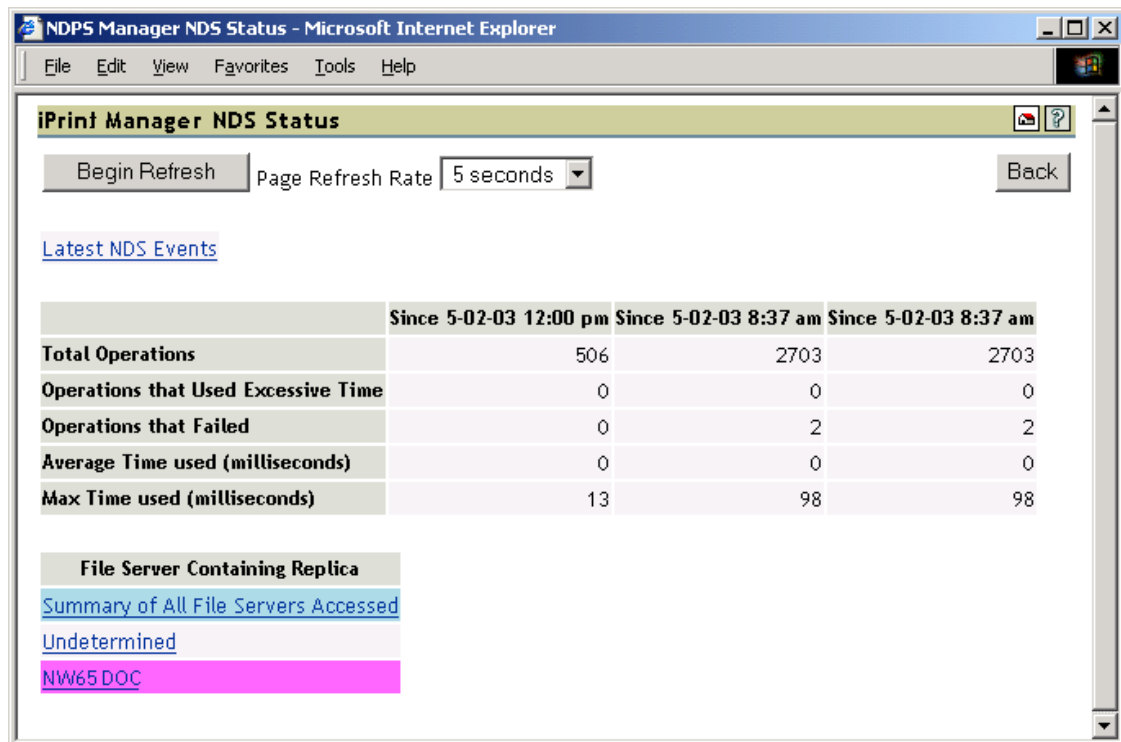 NDPS Manager NDS Status - Microsoft Internet Explorer
File Edit View Favorites Tools Help
iPrint Manager NDS Status ?
Begin Refresh Page Refresh Rate 5 seconds Back
Latest NDS Events
Since 5-02-03 12:00 pm Since 5-02-03 8:37 am Since 5-02-03 8:37 am
Total Operations 506 2703 2703
Operations that Used Excessive Time 0 0 0
Operations that Failed 0 2 2
Average Time used (milliseconds) 0 0 0
Max Time used (milliseconds) 13 98 98
File Server Containing Replica
Summary of All File Servers Accessed
Undetermined
NW65DOC